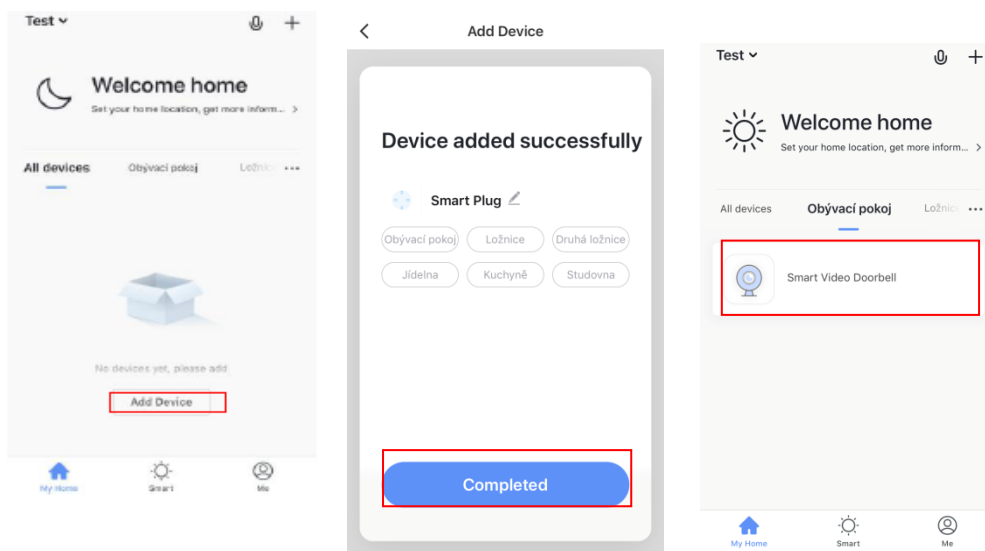 Test
Welcome home
Set your home location, get more inform...
All devices
Obývací pokoj
Ložnic
No devices yet, please add
Add Device
My Home
Smart
Me
Add Device
Device added successfully
Smart Plug
Obývací pokoj
Ložnice
Druhá ložnice
Jídelna
Kuchyně
Studovna
Completed
Test
Welcome home
Set your home location, get more inform...
All devices
Obývací pokoj
Ložnic
Smart Video Doorbell
My Home
Smart
Me